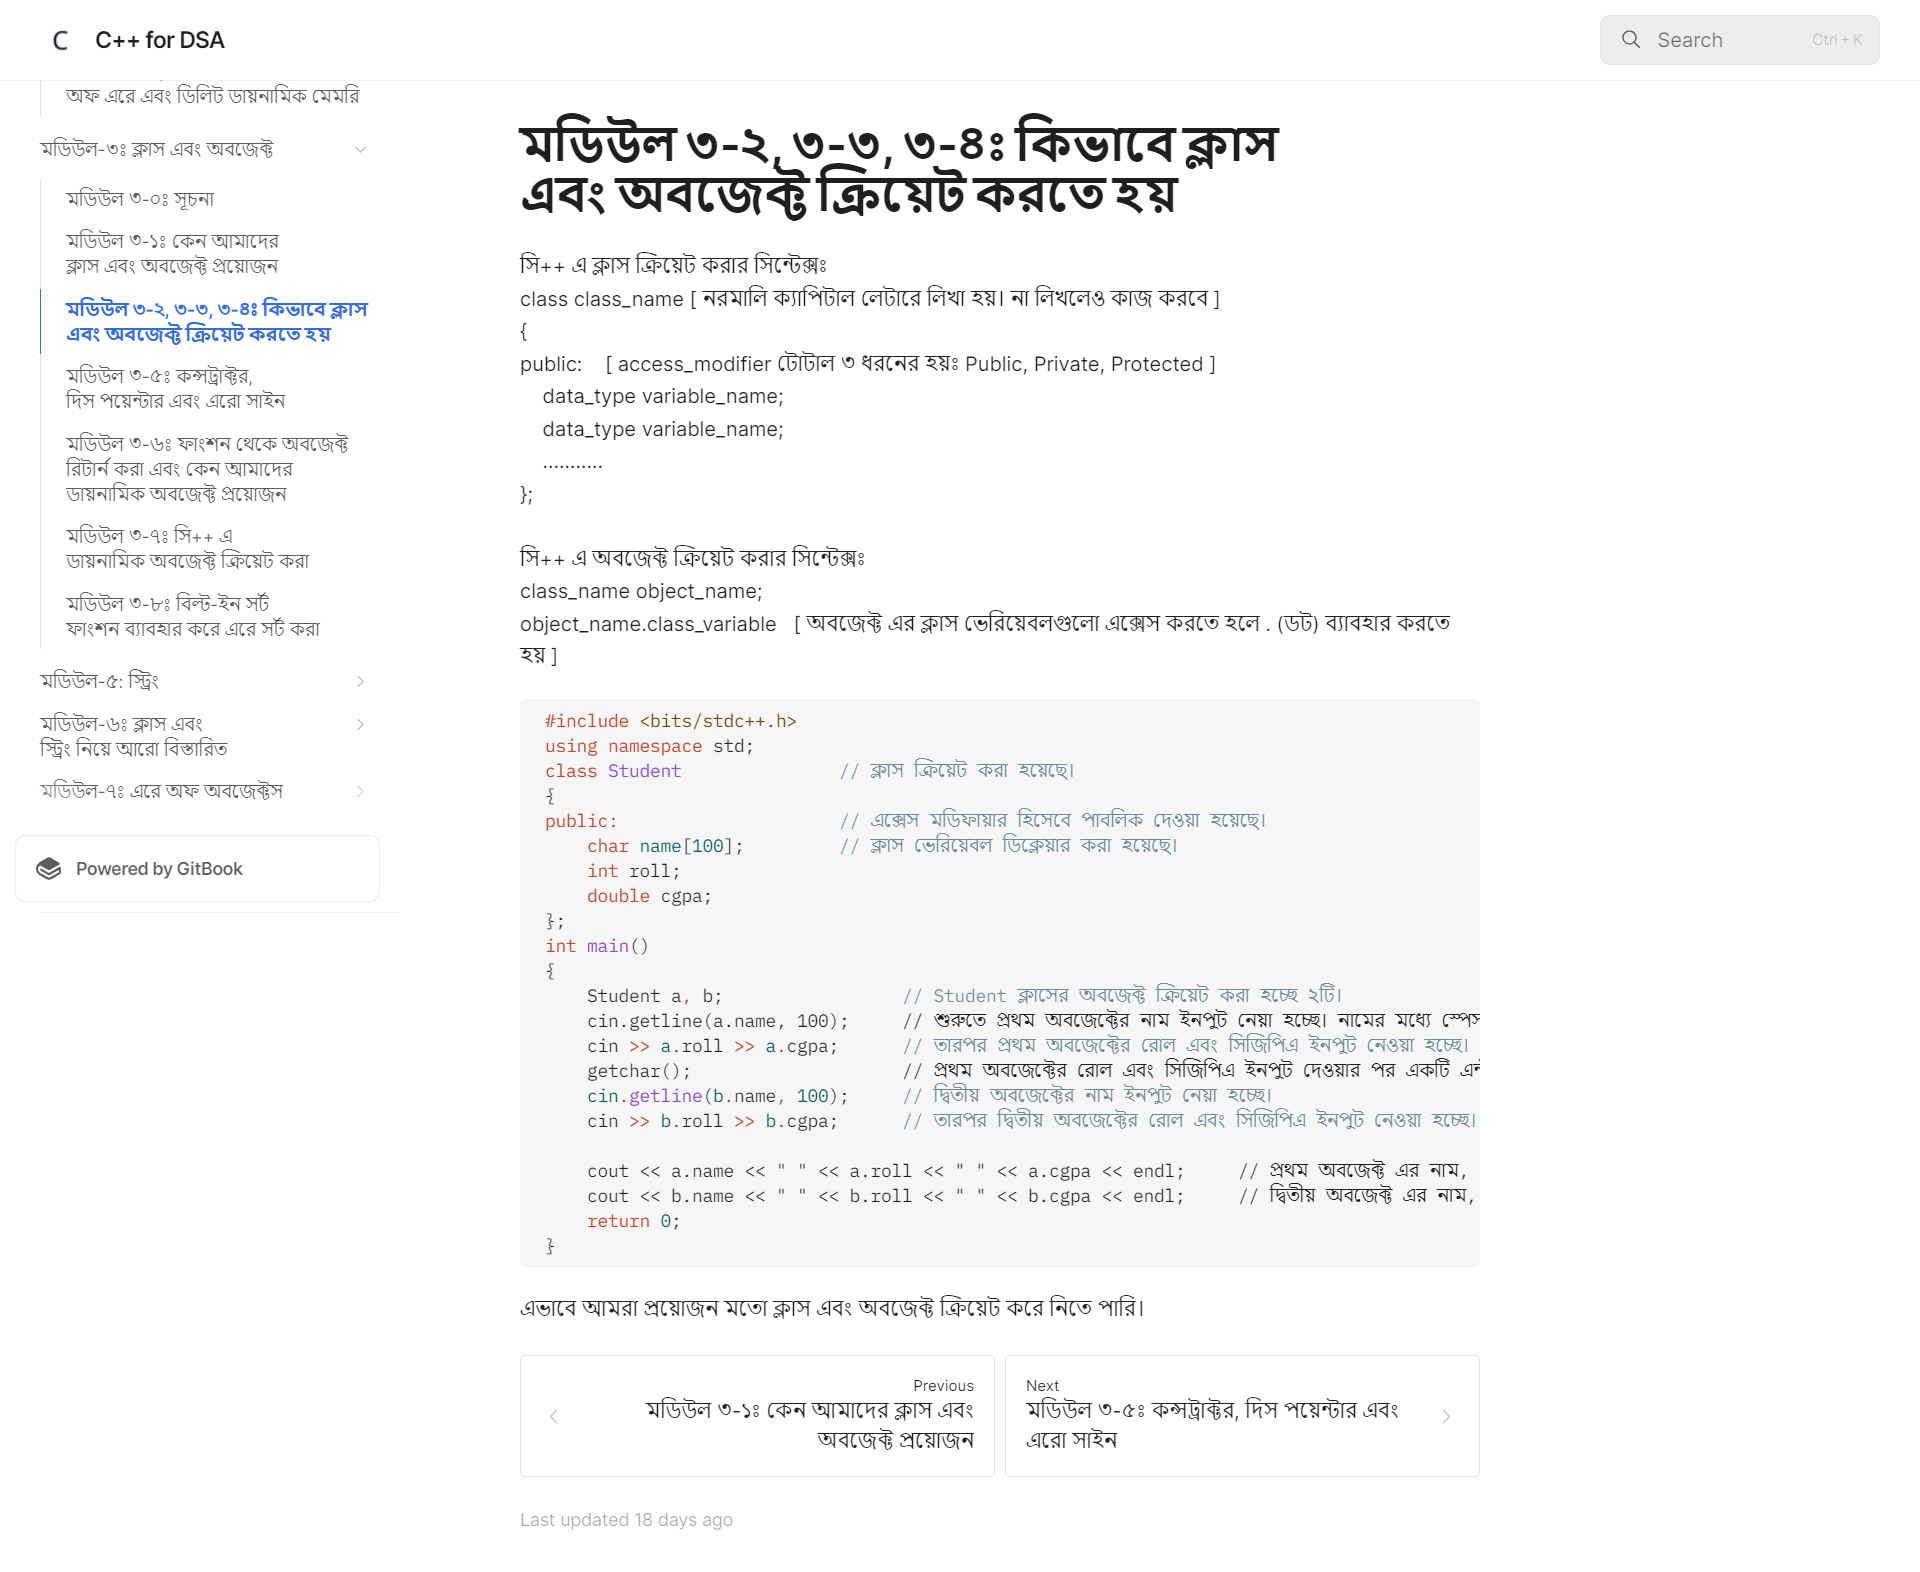 C C++ for DSA
Search Ctrl + K
অফ এরে এবং ডিলিট ডায়নামিক মেমরি
মডিউল-৩ঃ ক্লাস এবং অবজেক্ট
মডিউল ৩-০ঃ সূচনা
মডিউল ৩-১ঃ কেন আমাদের
ক্লাস এবং অবজেক্ট প্রয়োজন
মডিউল ৩-২, ৩-৩, ৩-৪ঃ কিভাবে ক্লাস
এবং অবজেক্ট ক্রিয়েট করতে হয়
মডিউল ৩-৫ঃ কন্সট্রাক্টর,
দিস পয়েন্টার এবং এরো সাইন
মডিউল ৩-৬ঃ ফাংশন থেকে অবজেক্ট
রিটার্ন করা এবং কেন আমাদের
ডায়নামিক অবজেক্ট প্রয়োজন
মডিউল ৩-৭ঃ সি++ এ
ডায়নামিক অবজেক্ট ক্রিয়েট করা
মডিউল ৩-৮ঃ বিল্ট-ইন সর্ট
ফাংশন ব্যাবহার করে এরে সর্ট করা
মডিউল-৫: স্ট্রিং
মডিউল-৬ঃ ক্লাস এবং
স্ট্রিং নিয়ে আরো বিস্তারিত
মডিউল-৭ঃ এরে অফ অবজেক্টস
Powered by GitBook
মডিউল ৩-২, ৩-৩, ৩-৪ঃ কিভাবে ক্লাস
এবং অবজেক্ট ক্রিয়েট করতে হয়
সি++ এ ক্লাস ক্রিয়েট করার সিন্টেক্সঃ
class class_name [ নরমালি ক্যাপিটাল লেটারে লিখা হয়। না লিখলেও কাজ করবে ]
{
public: [ access_modifier টোটাল ৩ ধরনের হয়ঃ Public, Private, Protected ]
data_type variable_name;
data_type variable_name;
...........
};
সি++ এ অবজেক্ট ক্রিয়েট করার সিন্টেক্সঃ
class_name object_name;
object_name.class_variable [ অবজেক্ট এর ক্লাস ভেরিয়েবলগুলো এক্সেস করতে হলে . (ডট) ব্যাবহার করতে
হয় ]
#include <bits/stdc++.h>
using namespace std;
class Student // ক্লাস ক্রিয়েট করা হয়েছে।
{
public: // এক্সেস মডিফায়ার হিসেবে পাবলিক দেওয়া হয়েছে।
char name[100]; // ক্লাস ভেরিয়েবল ডিক্লেয়ার করা হয়েছে।
int roll;
double cgpa;
};
int main()
{
Student a, b; // Student ক্লাসের অবজেক্ট ক্রিয়েট করা হচ্ছে ২টি।
cin.getline(a.name, 100); // শুরুতে প্রথম অবজেক্টের নাম ইনপুট নেয়া হচ্ছে। নামের মধ্যে
cin >> a.roll >> a.cgpa; // তারপর প্রথম অবজেক্টের রোল এবং সিজিপিএ ইনপুট নেওয়া হচ্ছে।
getchar(); // প্রথম অবজেক্টের রোল এবং সিজিপিএ ইনপুট দেওয়ার পর একটি
cin.getline(b.name, 100); // দ্বিতীয় অবজেক্টের নাম ইনপুট নেয়া হচ্ছে।
cin >> b.roll >> b.cgpa; // তারপর দ্বিতীয় অবজেক্টের রোল এবং সিজিপিএ ইনপুট নেওয়া হচ্ছে।
cout << a.name << " " << a.roll << " " << a.cgpa << endl; // প্রথম অবজেক্ট এর নাম,
cout << b.name << " " << b.roll << " " << b.cgpa << endl; // দ্বিতীয় অবজেক্ট এর নাম,
return 0;
}
এভাবে আমরা প্রয়োজন মতো ক্লাস এবং অবজেক্ট ক্রিয়েট করে নিতে পারি।
Previous
মডিউল ৩-১ঃ কেন আমাদের ক্লাস এবং
অবজেক্ট প্রয়োজন
Next
মডিউল ৩-৫ঃ কন্সট্রাক্টর, দিস পয়েন্টার এবং
এরো সাইন
Last updated 18 days ago